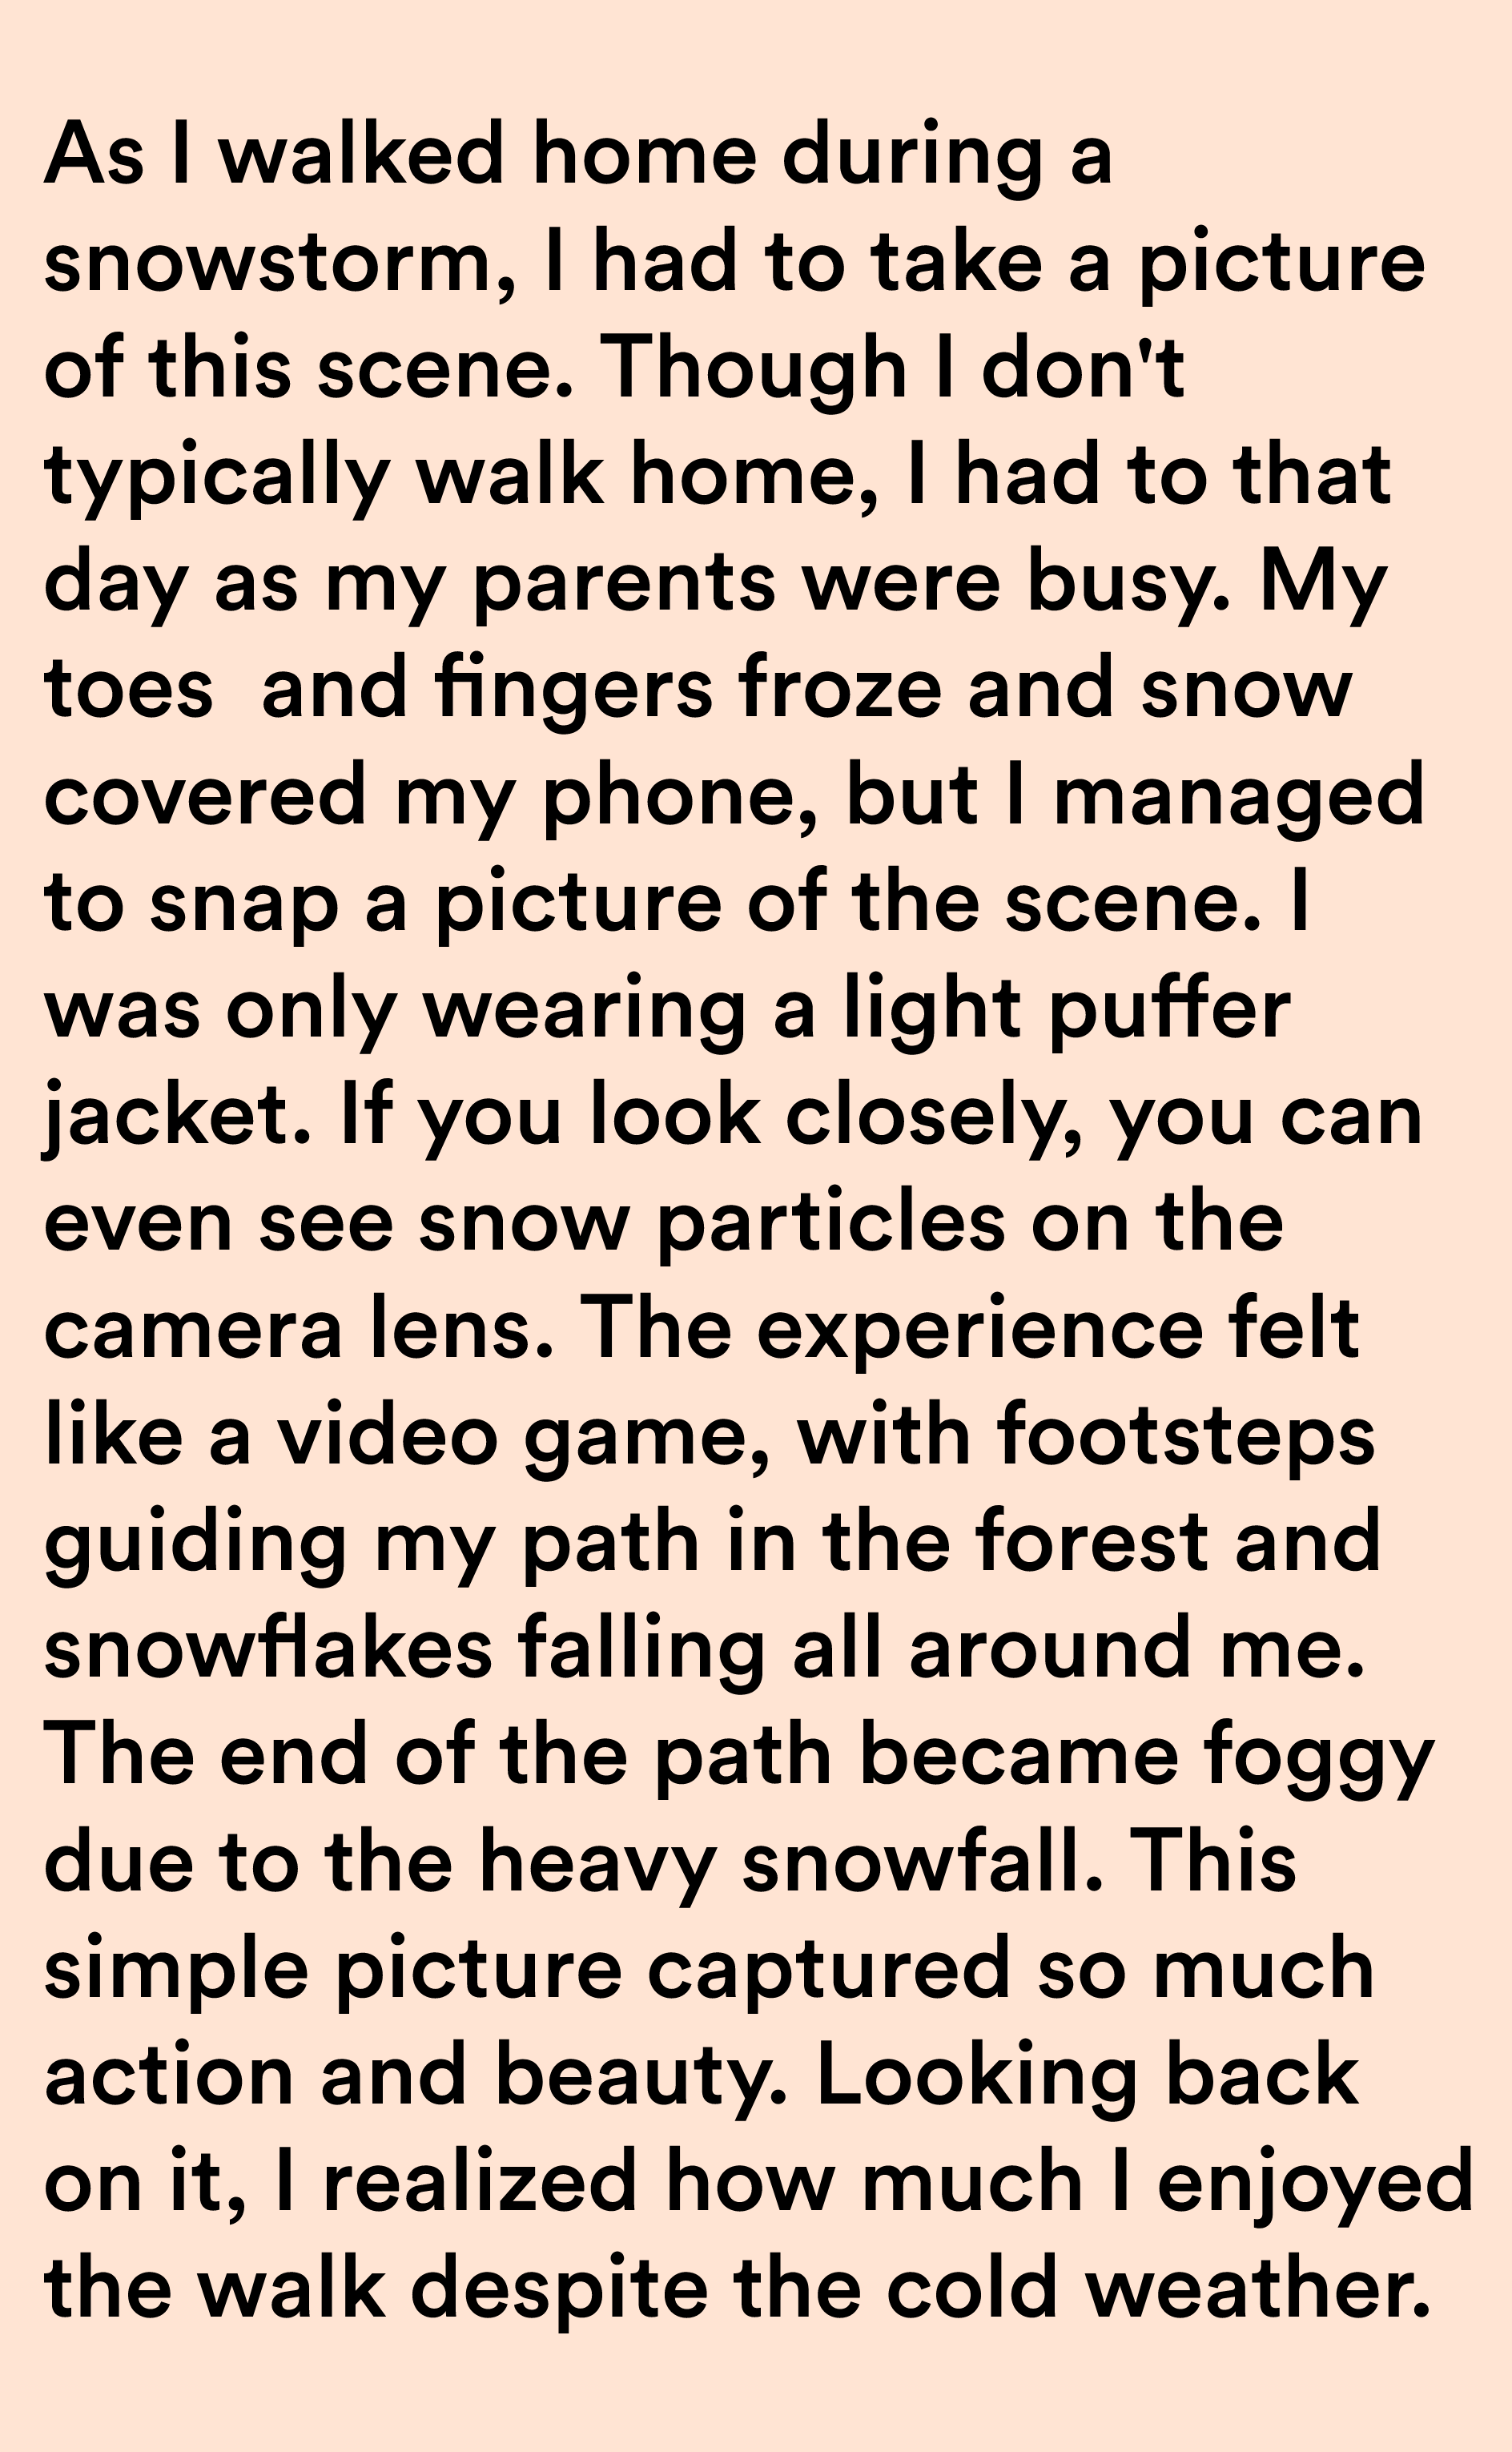 As I walked home during a
snowstorm, I had to take a picture
of this scene. Though I don't
typically walk home, I had to that
day as my parents were busy. My
toes  and fingers froze and snow
covered my phone, but I managed
to snap a picture of the scene. I
was only wearing a light puffer
jacket. If you look closely, you can
even see snow particles on the
camera lens. The experience felt
like a video game, with footsteps
guiding my path in the forest and
snowflakes falling all around me.
The end of the path became foggy
due to the heavy snowfall. This
simple picture captured so much
action and beauty. Looking back
on it, I realized how much I enjoyed
the walk despite the cold weather.